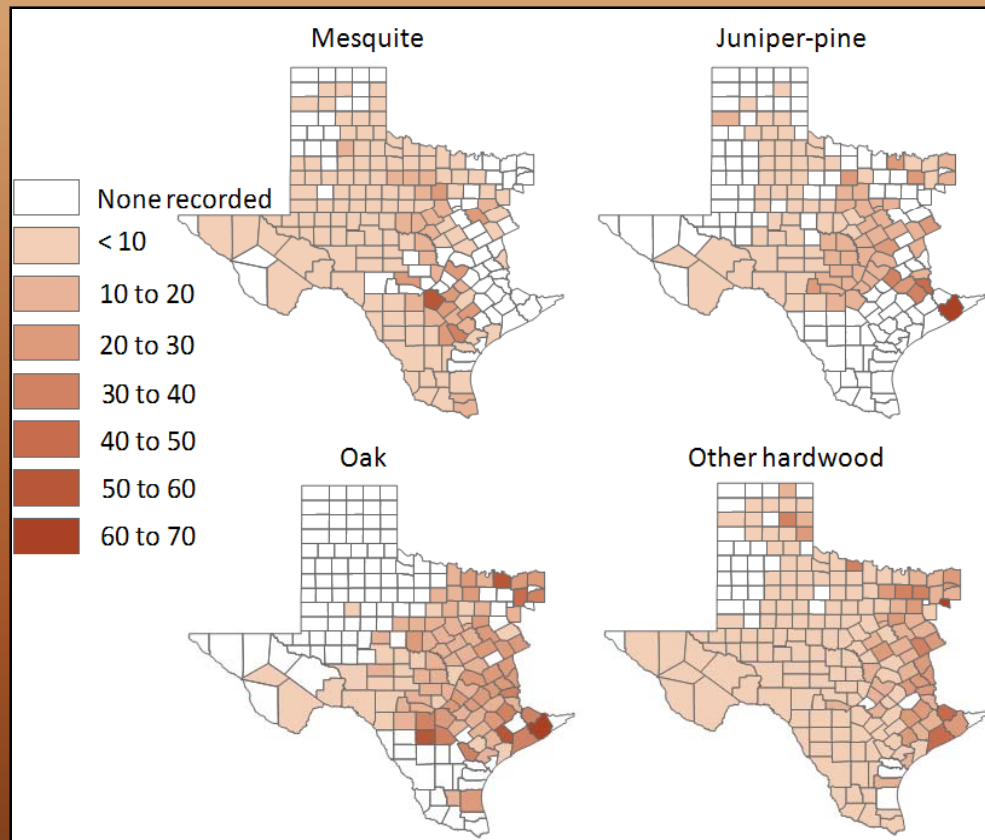 Mesquite
Juniper-pine
None recorded
< 10
10 to 20
20 to 30
30 to 40
40 to 50
50 to 60
60 to 70
Oak
Other hardwood